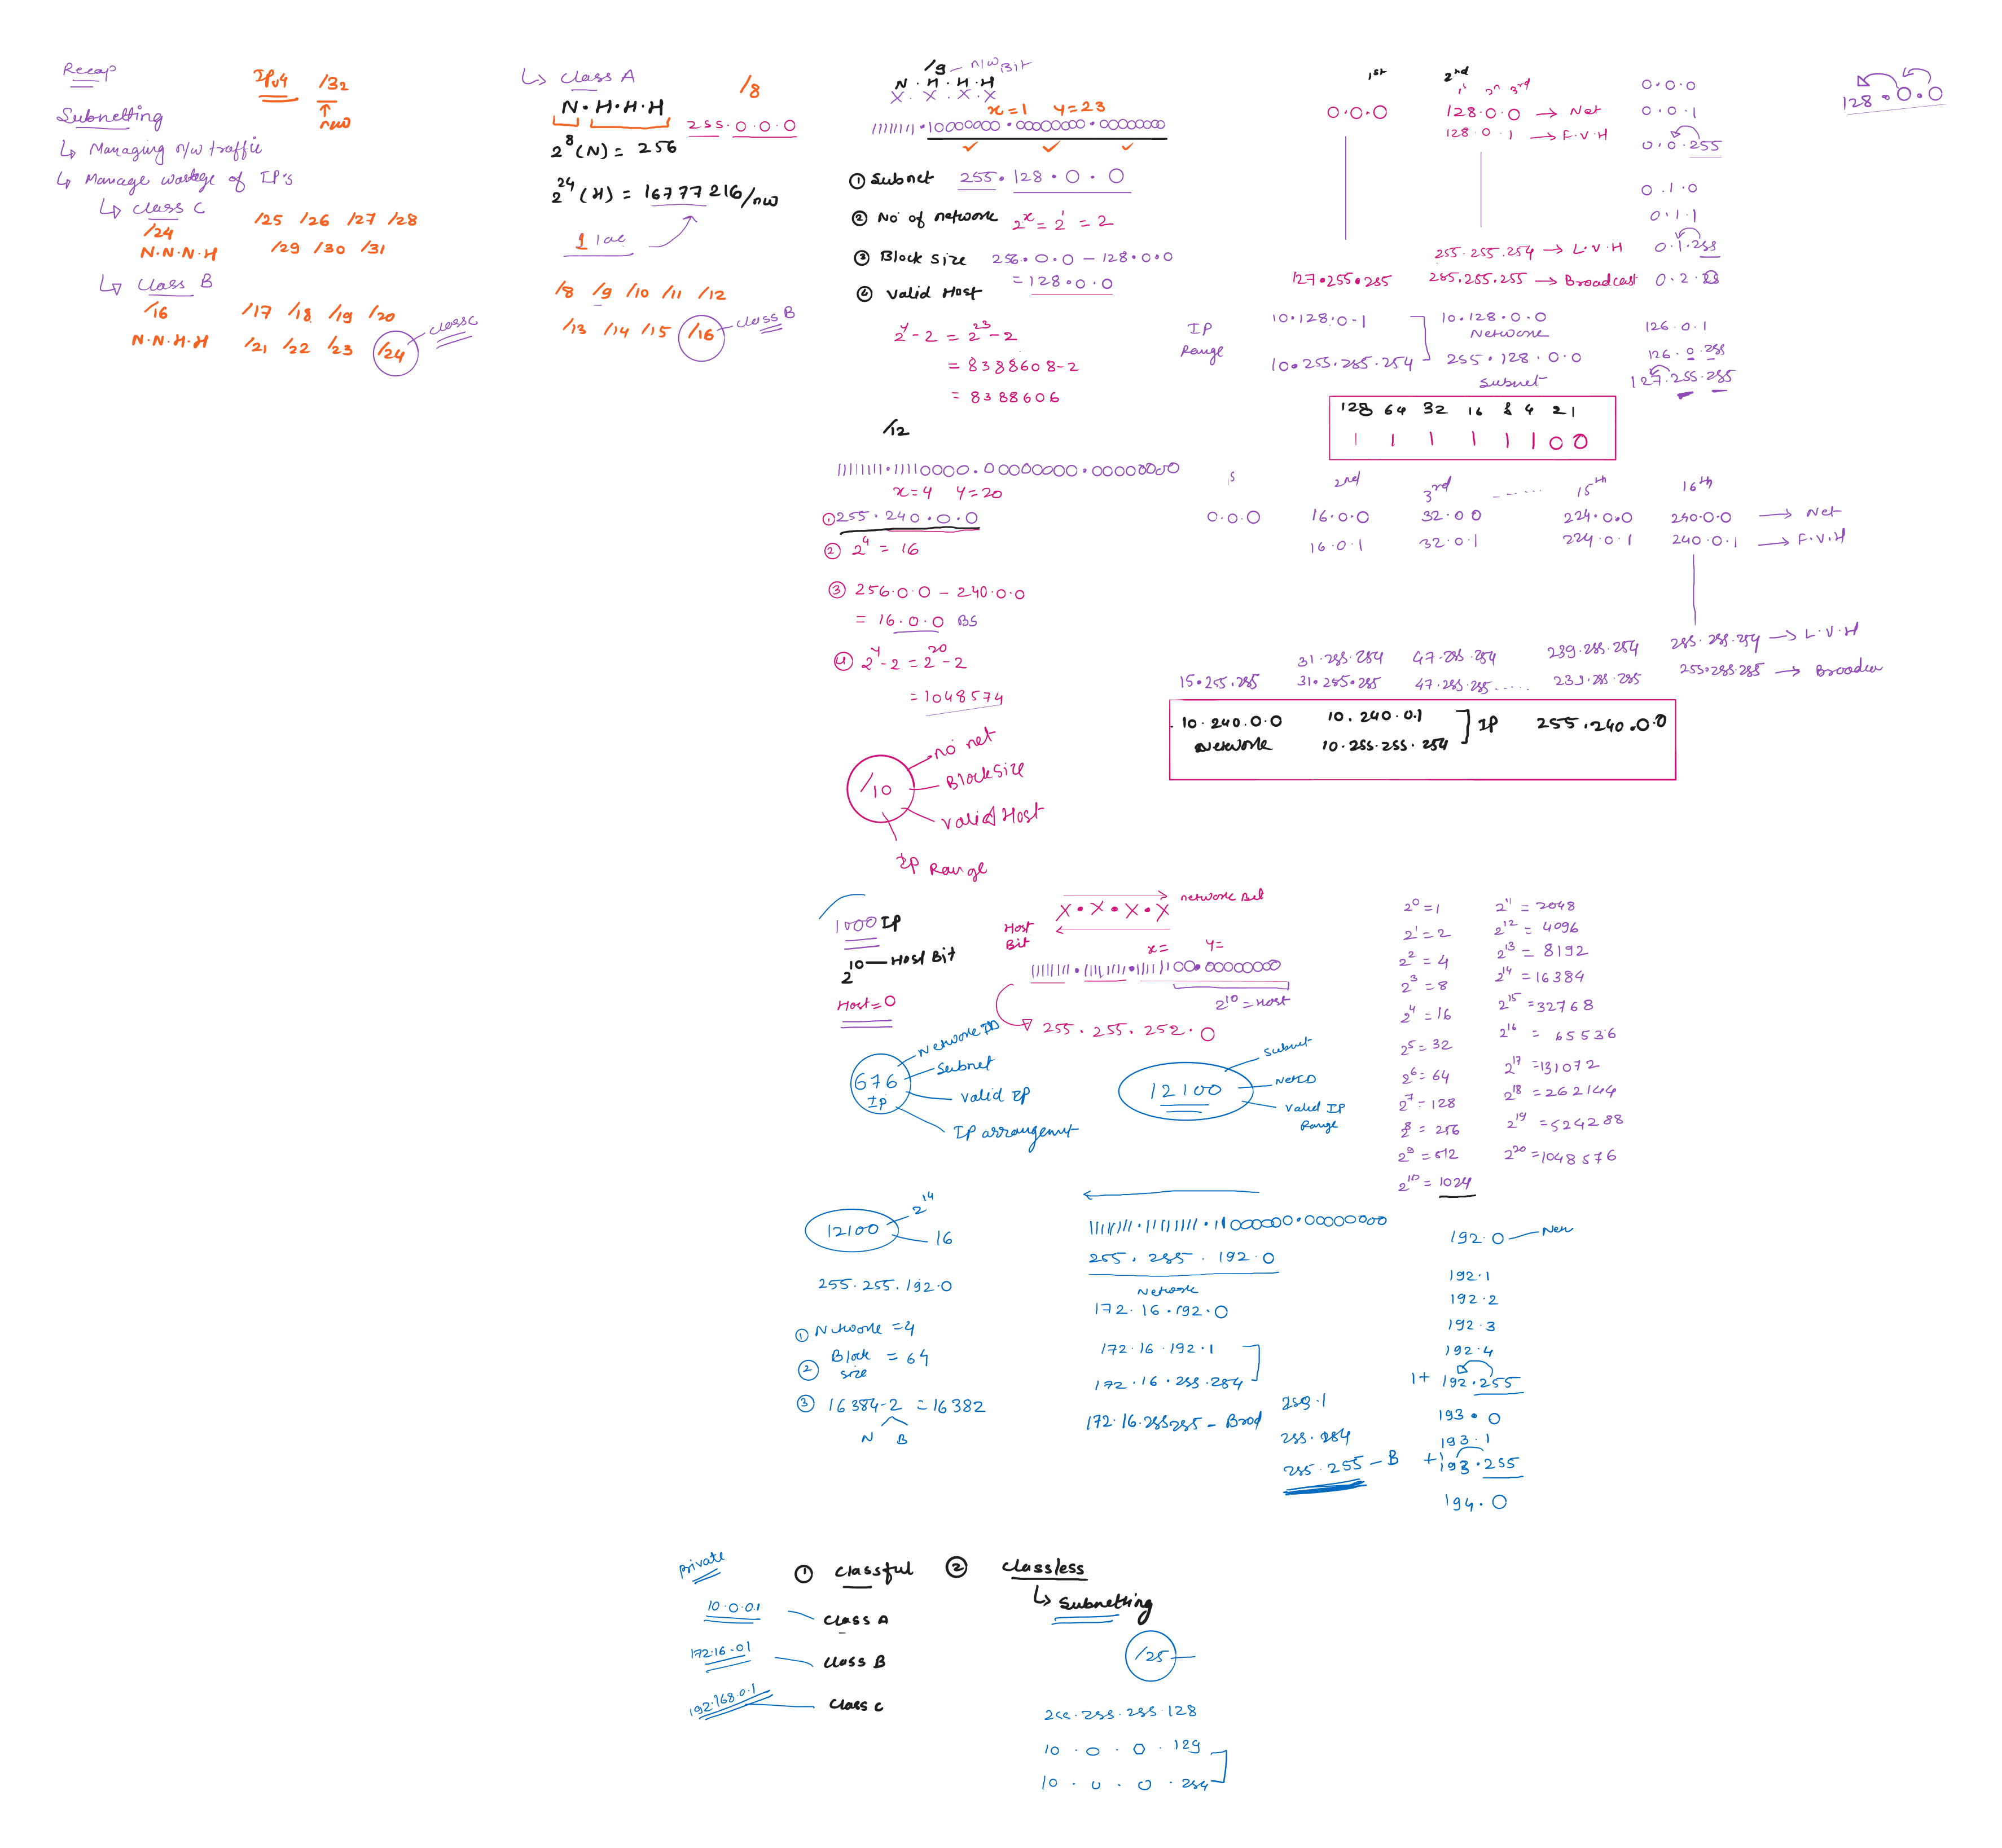 Recap
IPv4 /32
nw
Subnetting
↳ Managing n/w traffic
↳ Manage wastage of IP's
↳ class C
/24
N.N.N.H
/25 /26 /27 /28
/29 /30 /31
↳ class B
/16
N.N.H.H
/17 /18 /19 /20
/21 /22 /23 /24 class C
↳ class A
/8
N.H.H.H
255.0.0.0
2^8 (N) = 256
2^24 (H) = 16777216/nw
1 lac
/8 /9 /10 /11 /12
/13 /14 /15 /16 class B
/9 - n/w Bit
N.H.H.H
X.X.X.X
x=1 y=23
11111111.10000000.00000000.00000000
① Subnet 255.128.0.0
② No of network 2^x = 2^1 = 2
③ Block size 256.0.0 - 128.0.0
= 128.0.0
④ Valid Host
2^y-2 = 2^23-2
= 8388608-2
= 8388606
1st 2nd
1st 2nd 3rd
0.0.0 128.0.0 → Net
128.0.1 → F.V.H
255.255.254 → L.V.H
127.255.255 255.255.255 → Broadcast
0.0.0
0.0.1
0.0.255
0.1.0
0.1.1
0.1.255
128.0.0
IP Range
10.128.0.1
10.255.255.254
10.128.0.0
Network
255.128.0.0
Subnet
126.0.1
126.0.255
127.255.255
128 64 32 16 8 4 2 1
1 1 1 1 1 1 0 0
/12
11111111.11110000.00000000.00000000
x=4 y=20
① 255.240.0.0
② 2^4 = 16
③ 256.0.0 - 240.0.0
= 16.0.0 BS
④ 2^y-2 = 2^20-2
= 1048574
1s 2nd 3rd ...... 15th 16th
0.0.0 16.0.0 32.0.0 224.0.0 240.0.0 → Net
16.0.1 32.0.1 224.0.1 240.0.1 → F.V.H
31.255.254 47.255.254 239.255.254 255.255.254 → L.V.H
15.255.255 31.255.255 47.255.255..... 239.255.255 255.255.255 →
10.240.0.0 10.240.0.1 ] IP 255.240.0.0
Network 10.255.255.254
/10
no net
Block Size
Valid Host
IP Range
1000 IP
2^10 — Host Bit
Host = 0
network Bit
X.X.X.X
Host Bit
x= y=
11111111.11111111.11111100.00000000
2^10 = Host
255.255.252.0
676 IP
Network ID
Subnet
Valid IP
IP arrangement
12100
Subnet
Net ID
Valid IP Range
2^0 = 1
2^1 = 2
2^2 = 4
2^3 = 8
2^4 = 16
2^5 = 32
2^6 = 64
2^7 = 128
2^8 = 256
2^9 = 512
2^10 = 1024
2^11 = 2048
2^12 = 4096
2^13 = 8192
2^14 = 16384
2^15 = 32768
2^16 = 65536
2^17 = 131072
2^18 = 262144
2^19 = 524288
2^20 = 1048576
12100
2^14
16
255.255.192.0
① Network = 4
② Block size = 64
③ 16384-2 = 16382
N B
11111111.11111111.11000000.00000000
255.255.192.0
Network
172.16.192.0
172.16.192.1
172.16.255.254
172.16.255.255 - Brod
255.1
255.254
255.255 - B
192.0
192.1
192.2
192.3
192.4
1+ 192.255
193.0
193.1
+1 193.255
194.0
Private
① Classful ② Classless
↳ Subnetting
10.0.0.1 Class A
172.16.0.1 Class B
192.168.0.1 Class C
/25
255.255.255.128
10.0.0.129
10.0.0.254